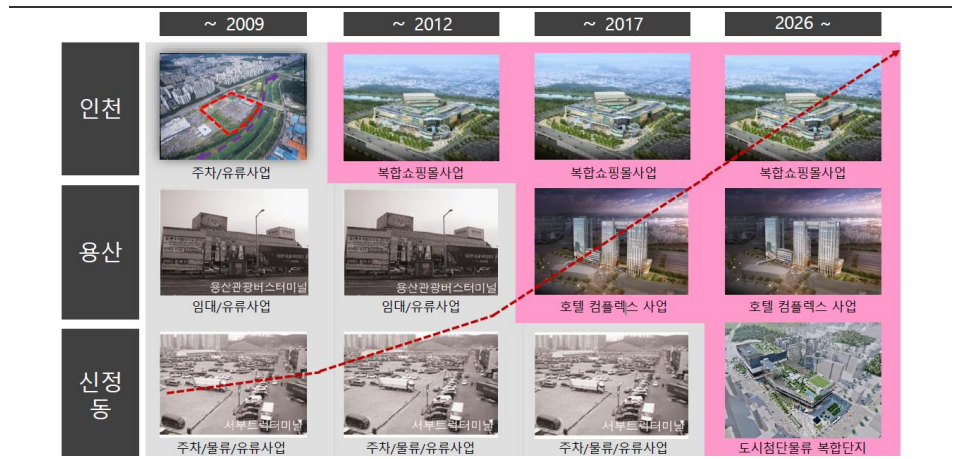 ~ 2009
~ 2012
~ 2017
2026 ~
인천
주차/유류사업
복합쇼핑몰사업
복합쇼핑몰사업
복합쇼핑몰사업
용산
용산관광버스터미널
용산관광버스터미널
임대/유류사업
임대/유류사업
호텔 컴플렉스 사업
호텔 컴플렉스 사업
신정
동
서부트럭터미널
서부트럭터미널
서부트럭터미널
주차/물류/유류사업
주차/물류/유류사업
주차/물류/유류사업
도시첨단물류 복합단지